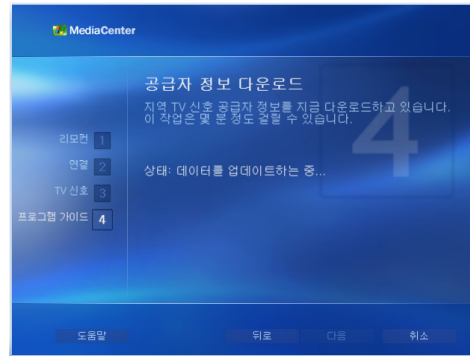 MediaCenter
공급자 정보 다운로드
지역 TV 신호 공급자 정보를 지금 다운로드하고 있습니다.
이 작업은 몇 분 정도 걸릴 수 있습니다.
리모컨 1
연결 2
상태: 데이터를 업데이트하는 중...
TV 신호 3
프로그램 가이드 4
4
도움말 뒤로 다음 취소